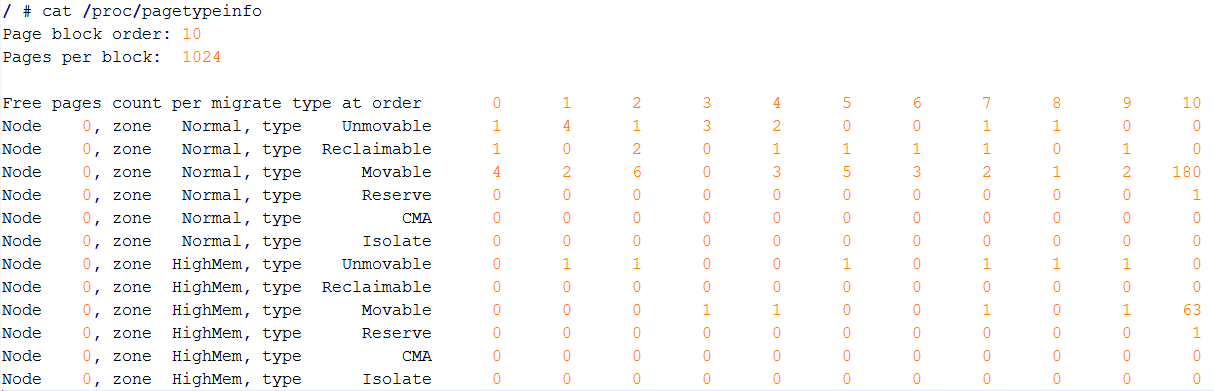 / # cat /proc/pagetypeinfo
Page block order: 10
Pages per block:  1024
Free pages count per migrate type at order       0      1      2      3      4      5      6      7      8      9     10
Node    0, zone   Normal, type    Unmovable      1      4      1      3      2      0      0      1      1      0      0
Node    0, zone   Normal, type  Reclaimable      1      0      2      0      1      1      1      1      0      1      0
Node    0, zone   Normal, type      Movable      4      2      6      0      3      5      3      2      1      2    180
Node    0, zone   Normal, type      Reserve      0      0      0      0      0      0      0      0      0      0      1
Node    0, zone   Normal, type          CMA      0      0      0      0      0      0      0      0      0      0      0
Node    0, zone   Normal, type      Isolate      0      0      0      0      0      0      0      0      0      0      0
Node    0, zone  HighMem, type    Unmovable      0      1      1      0      0      1      0      1      1      1      0
Node    0, zone  HighMem, type  Reclaimable      0      0      0      0      0      0      0      0      0      0      0
Node    0, zone  HighMem, type      Movable      0      0      0      1      1      0      0      1      0      1     63
Node    0, zone  HighMem, type      Reserve      0      0      0      0      0      0      0      0      0      0      1
Node    0, zone  HighMem, type          CMA      0      0      0      0      0      0      0      0      0      0      0
Node    0, zone  HighMem, type      Isolate      0      0      0      0      0      0      0      0      0      0      0